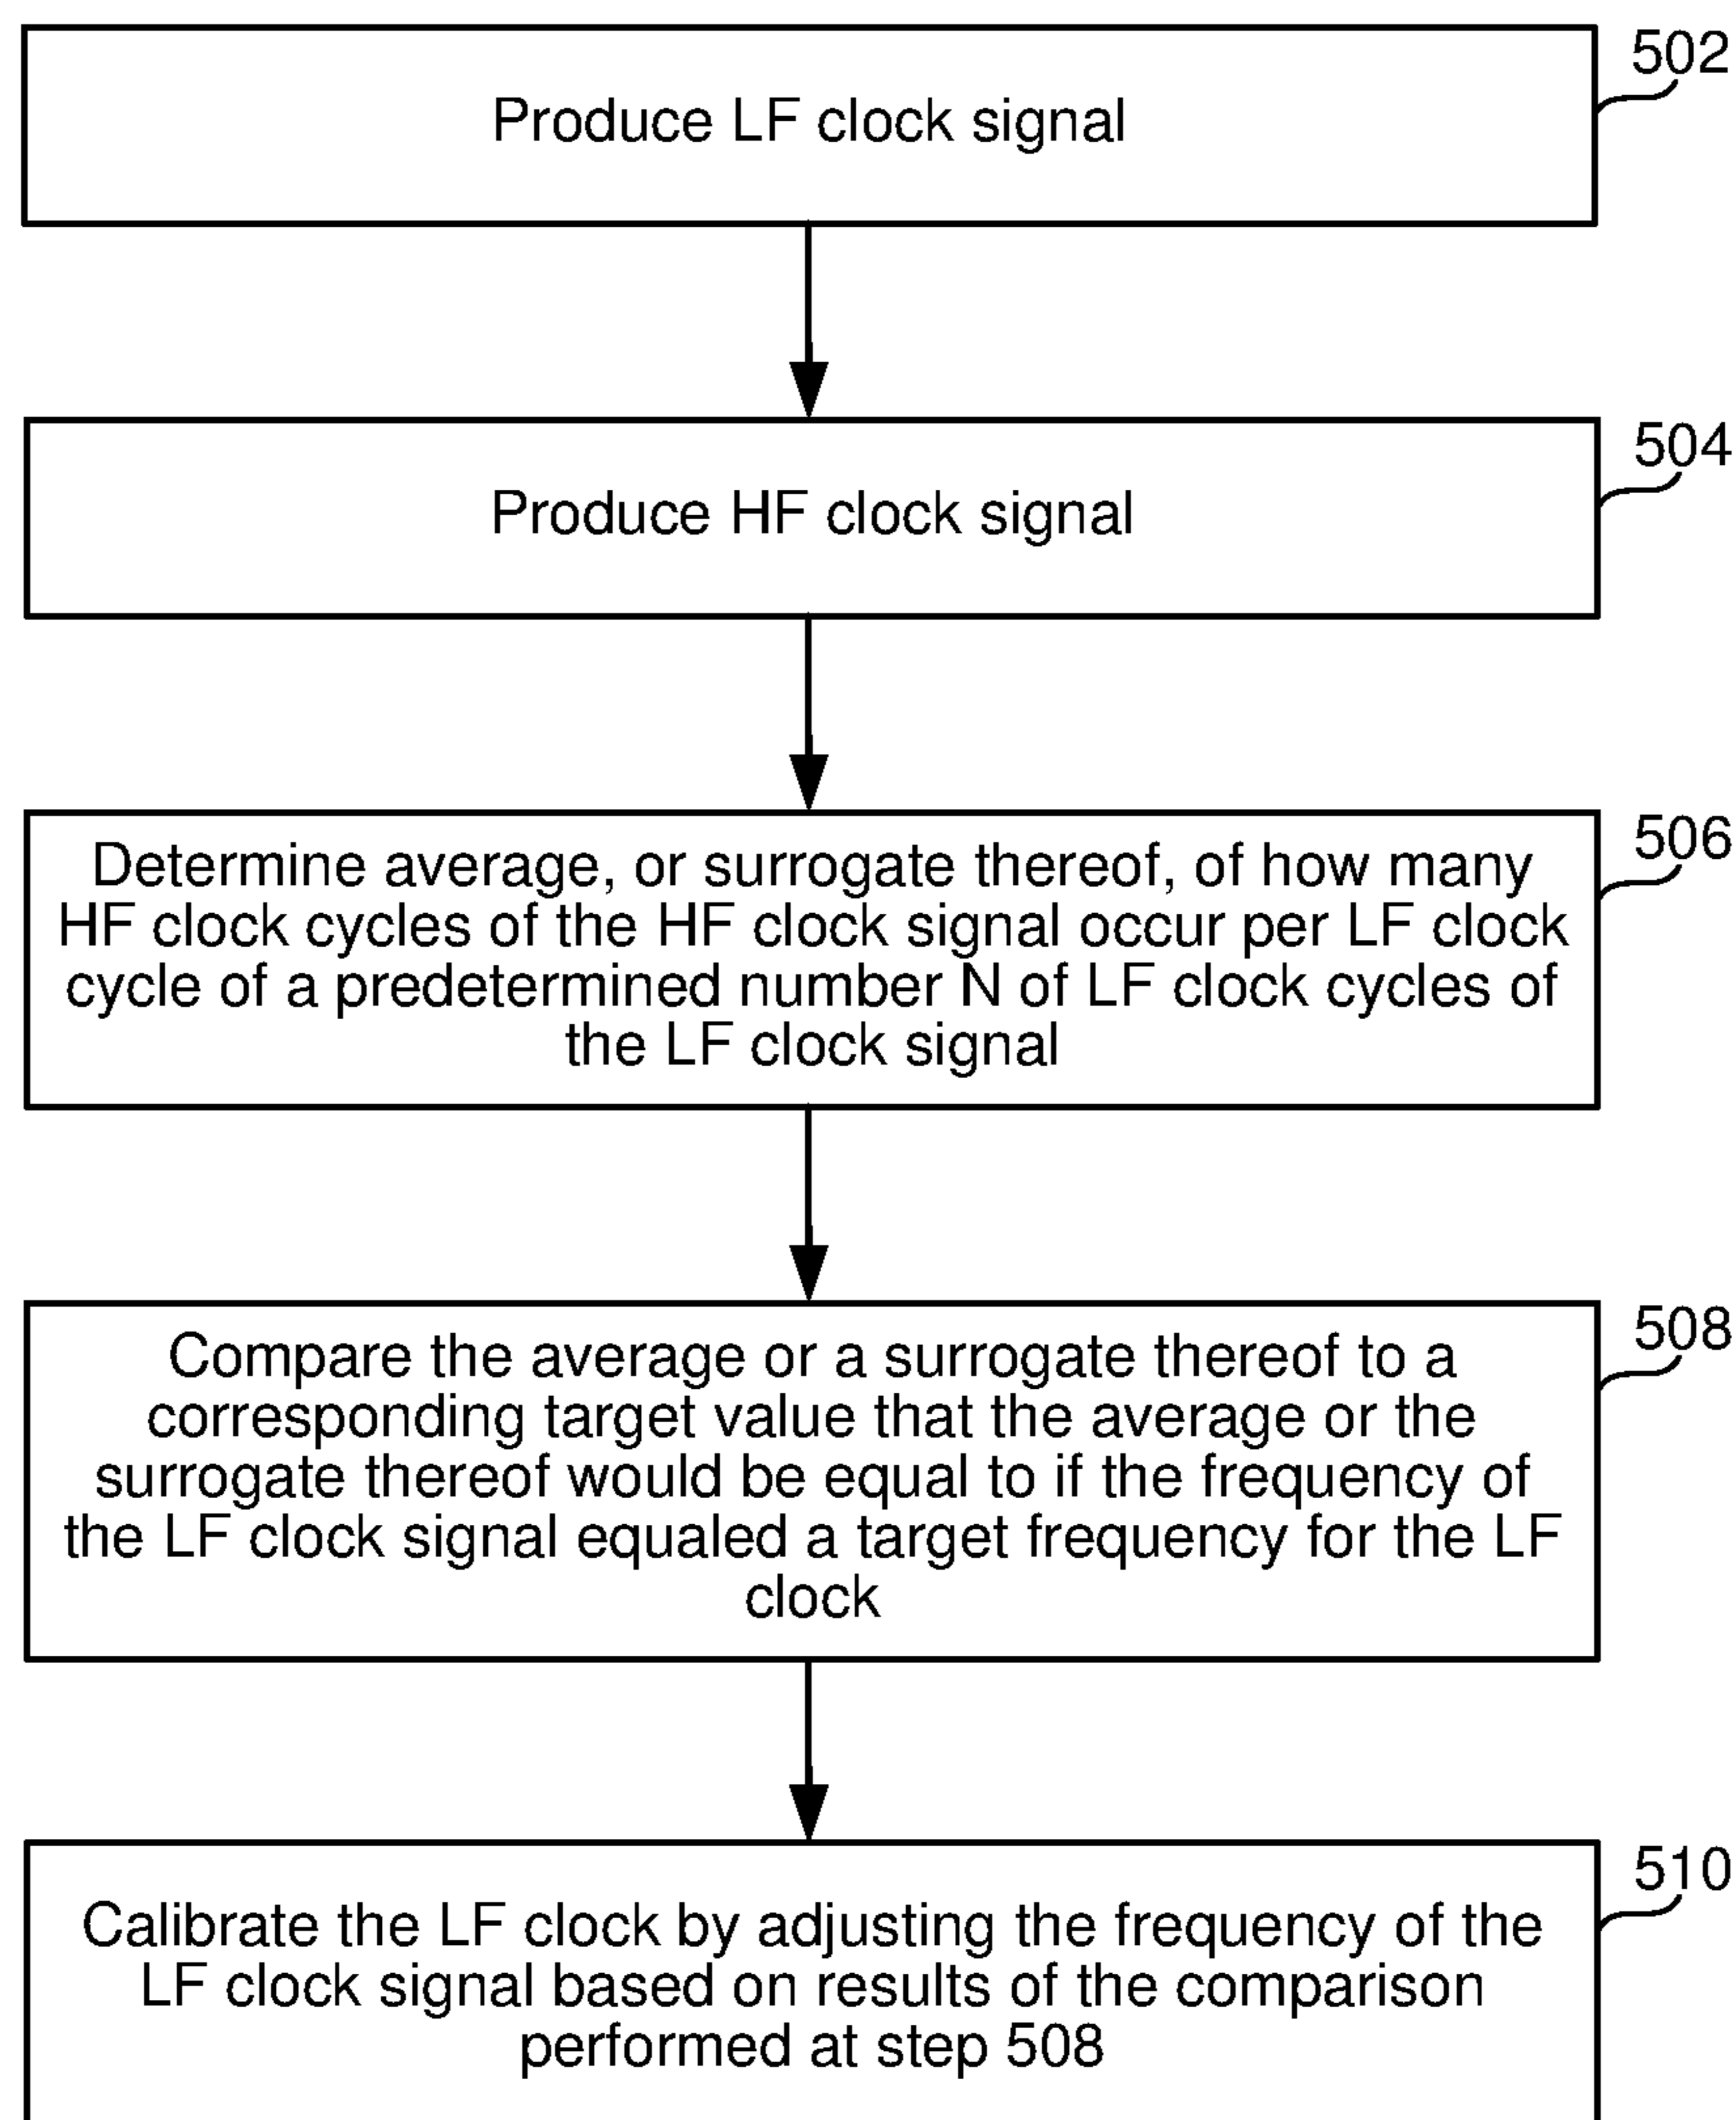 502
Produce LF clock signal
504
Produce HF clock signal
506
Determine average, or surrogate thereof, of how many
HF clock cycles of the HF clock signal occur per LF clock
cycle of a predetermined number N of LF clock cycles of
the LF clock signal
508
Compare the average or a surrogate thereof to a
corresponding target value that the average or the
surrogate thereof would be equal to if the frequency of
the LF clock signal equaled a target frequency for the LF
clock
510
Calibrate the LF clock by adjusting the frequency of the
LF clock signal based on results of the comparison
performed at step 508